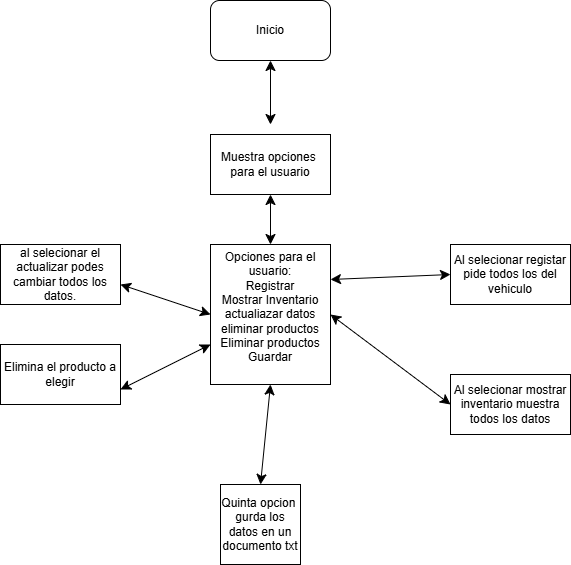 Inicio
Muestra opciones
para el usuario
al selecionar el
actualizar podes
cambiar todos los
datos.
Opciones para el
usuario:
Registrar
Mostrar Inventario
actualiazar datos
eliminar productos
Eliminar productos
Guardar
Al selecionar registar
pide todos los del
vehiculo
Elimina el producto a
elegir
Al selecionar mostrar
inventario muestra
todos los datos
Quinta opcion
gurda los
datos en un
documento txt